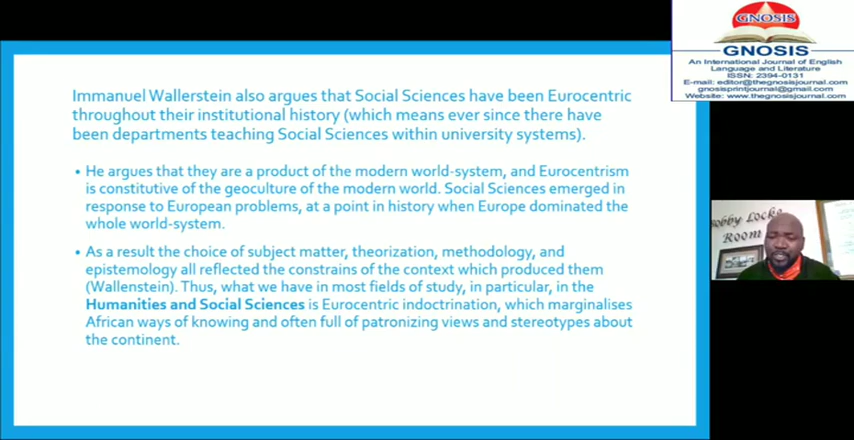 GNOSIS
GNOSIS
An International Journal of English
Language and Literature
ISSN: 2394-0131
E-mail: editor@thegnosisjournal.com
gnosisprintjournal@gmail.com
Website: www.thegnosisjournal.com
Immanuel Wallerstein also argues that Social Sciences have been Eurocentric
throughout their institutional history (which means ever since there have
been departments teaching Social Sciences within university systems).
• He argues that they are a product of the modern world-system, and Eurocentrism
is constitutive of the geoculture of the modern world. Social Sciences emerged in
response to European problems, at a point in history when Europe dominated the
whole world-system.
• As a result the choice of subject matter, theorization, methodology, and
epistemology all reflected the constrains of the context which produced them
(Wallenstein). Thus, what we have in most fields of study, in particular, in the
Humanities and Social Sciences is Eurocentric indoctrination, which marginalises
African ways of knowing and often full of patronizing views and stereotypes about
the continent.
obby Locke
Room